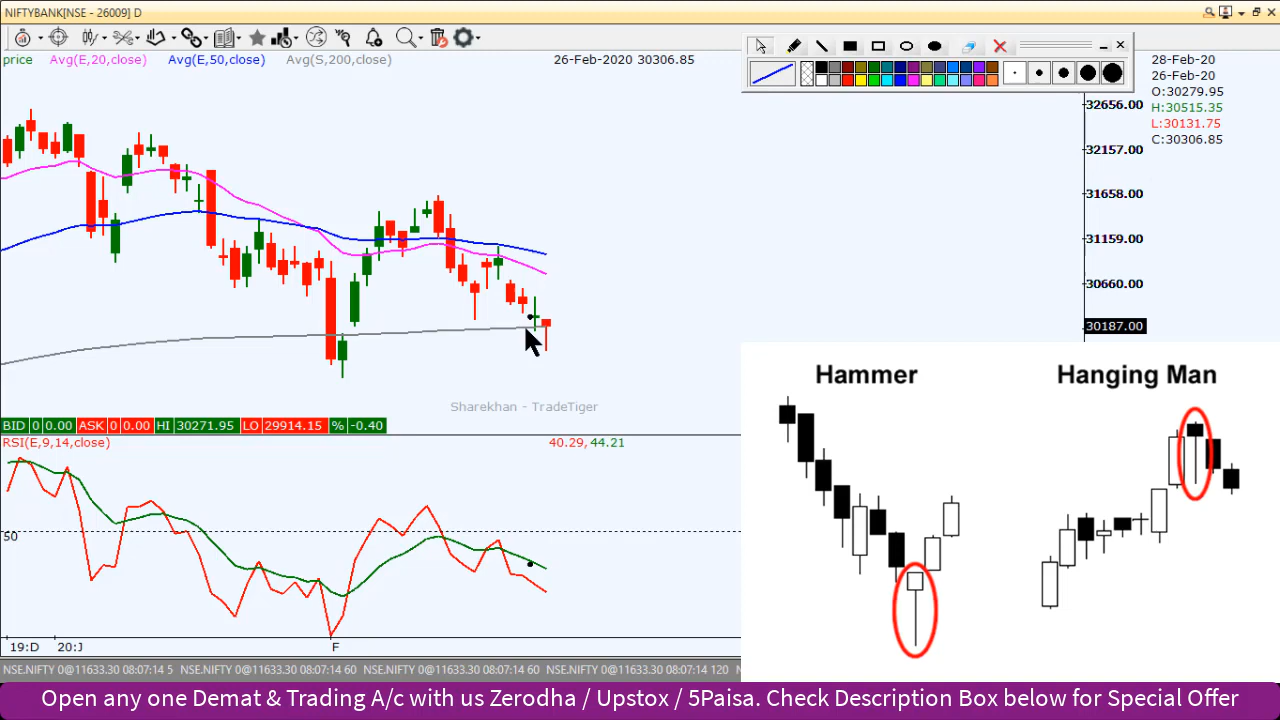 NIFTYBANK[NSE - 26009] D
price Avg(E,20,close) Avg(E,50,close) Avg(S,200,close) 26-Feb-2020 30306.85
28-Feb-20
26-Feb-20
O:30279.95
H:30515.35
L:30131.75
C:30306.85
32656.00
32157.00
31658.00
31159.00
30660.00
30187.00
Sharekhan - TradeTiger
BID 0 0.00 ASK 0 0.00 HI 30271.95 LO 29914.15 % -0.40
RSI(E,9,14,close) 40.29, 44.21
50
19:D 20:J F
NSE.NIFTY 0@11633.30 08:07:14 5 NSE.NIFTY 0@11633.30 08:07:14 60 NSE.NIFTY 0@11633.30 08:07:14 60 NSE.NIFTY 0@11633.30 08:07:14 120
Hammer Hanging Man
Open any one Demat & Trading A/c with us Zerodha / Upstox / 5Paisa. Check Description Box below for Special Offer